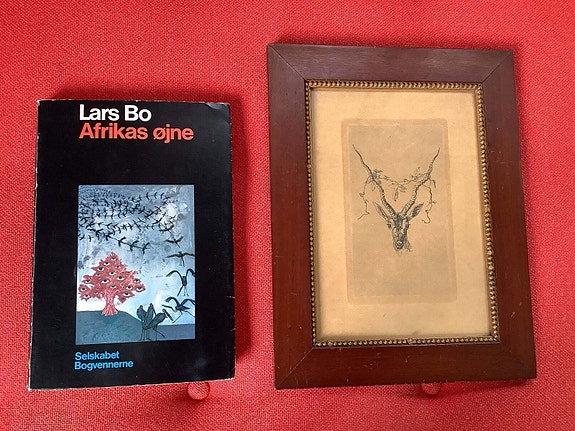 Lars Bo
Afrikas øjne
Selskabet
Bogvennerne